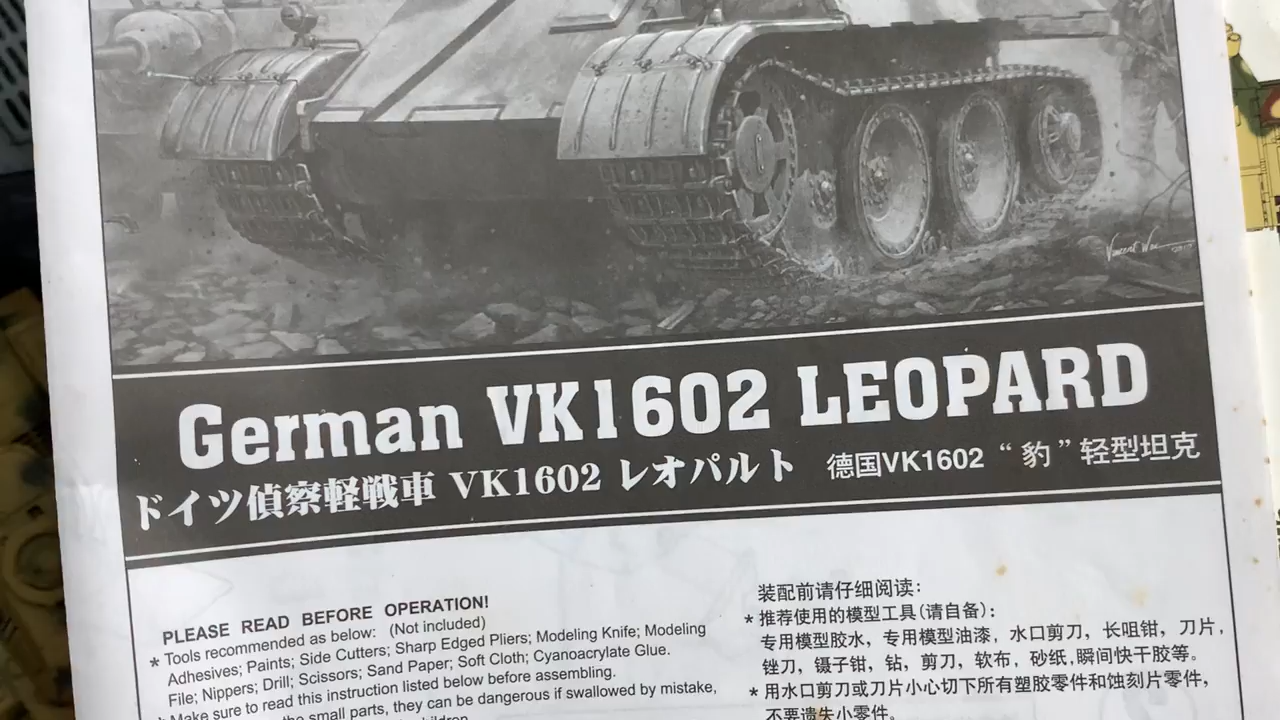 German VK1602 LEOPARD
ドイツ偵察軽戦車 VK1602 レオパルト 德国VK1602 “豹”轻型坦克
PLEASE READ BEFORE OPERATION!
* Tools recommended as below: (Not included)
Adhesives; Paints; Side Cutters; Sharp Edged Pliers; Modeling Knife; Modeling
File; Nippers; Drill; Scissors; Sand Paper; Soft Cloth; Cyanoacrylate Glue.
* Make sure to read this instruction listed below before assembling.
the small parts, they can be dangerous if swallowed by mistake,
children
装配前请仔细阅读:
* 推荐使用的模型工具(请自备):
专用模型胶水, 专用模型油漆, 水口剪刀, 长咀钳, 刀片,
锉刀, 镊子钳, 钻, 剪刀, 软布, 砂纸,瞬间快干胶等。
* 用水口剪刀或刀片小心切下所有塑胶零件和蚀刻片零件,
不要遗失小零件。